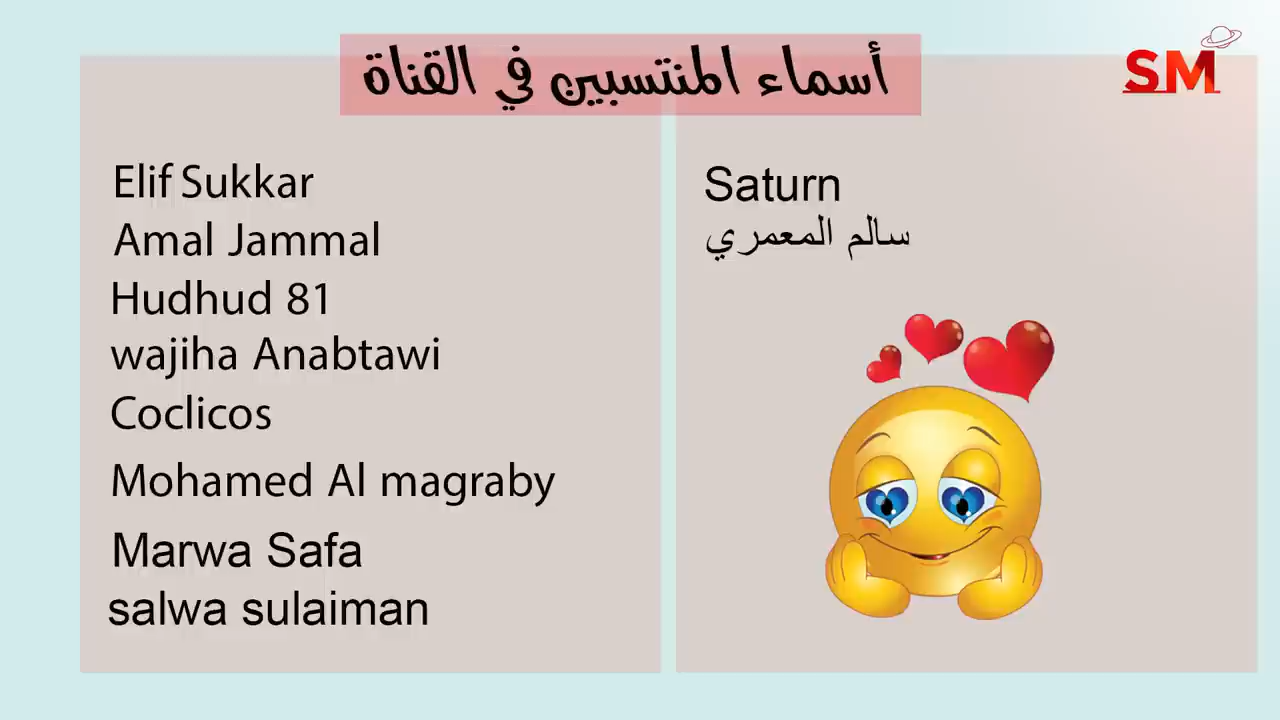 أسماء المنتسبين في القناة
SM
Elif Sukkar
Amal Jammal
Hudhud 81
wajiha Anabtawi
Coclicos
Mohamed Al magraby
Marwa Safa
salwa sulaiman
Saturn
سالم المعمري